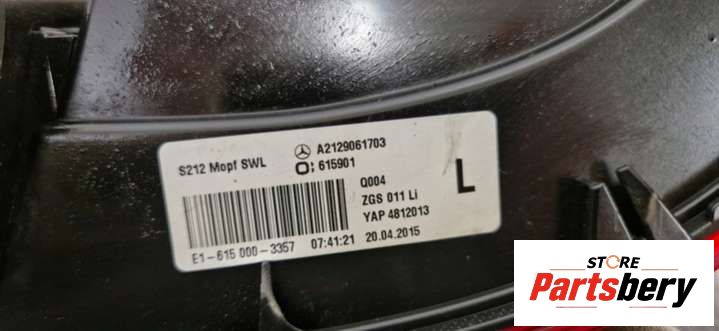 S212 Mopf SWL
A2129061703
615901
Q004
ZGS 011 Li
YAP 4812013
L
E1-615 000-3357 07:41:21 20.04.2015
STORE
Partsbery